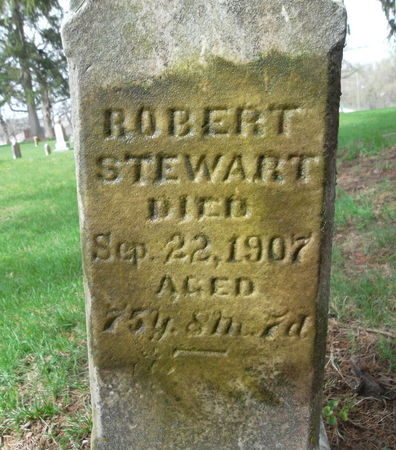 ROBERT
STEWART
DIED
Sep. 22, 1907
AGED
75y. 8m. 7d